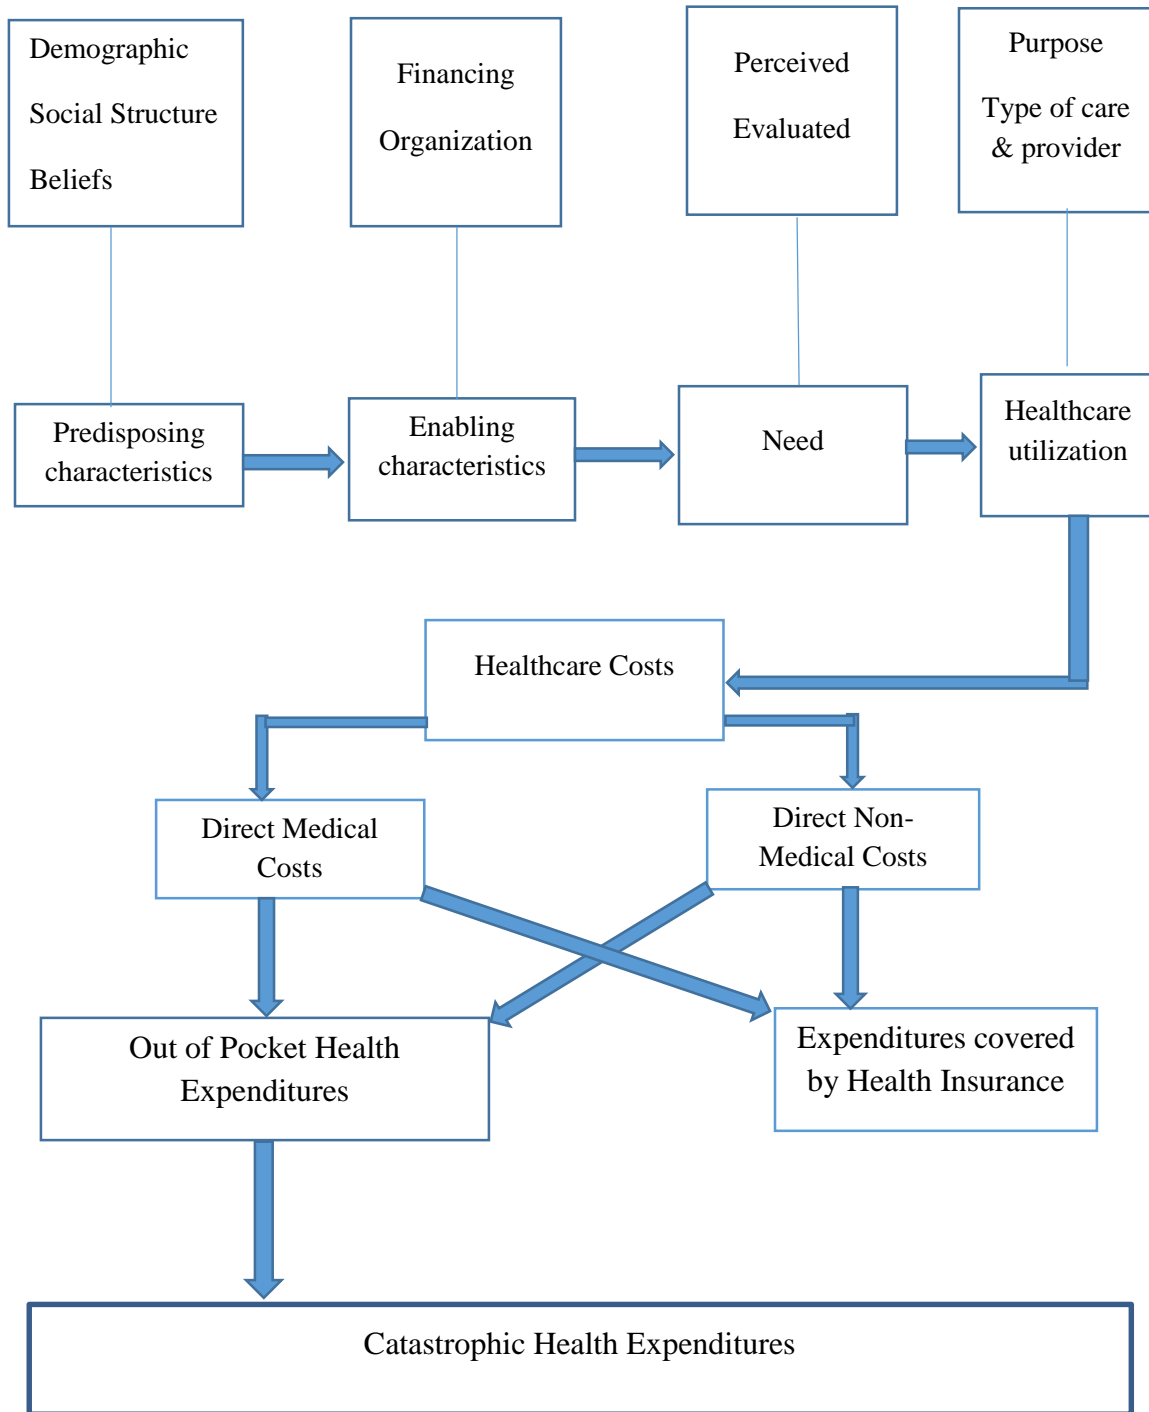 Demographic
Social Structure
Beliefs
Financing
Organization
Perceived
Evaluated
Purpose
Type of care
& provider
Predisposing
characteristics
Enabling
characteristics
Need
Healthcare
utilization
Healthcare Costs
Direct Medical
Costs
Direct Non-
Medical Costs
Out of Pocket Health
Expenditures
Expenditures covered
by Health Insurance
Catastrophic Health Expenditures